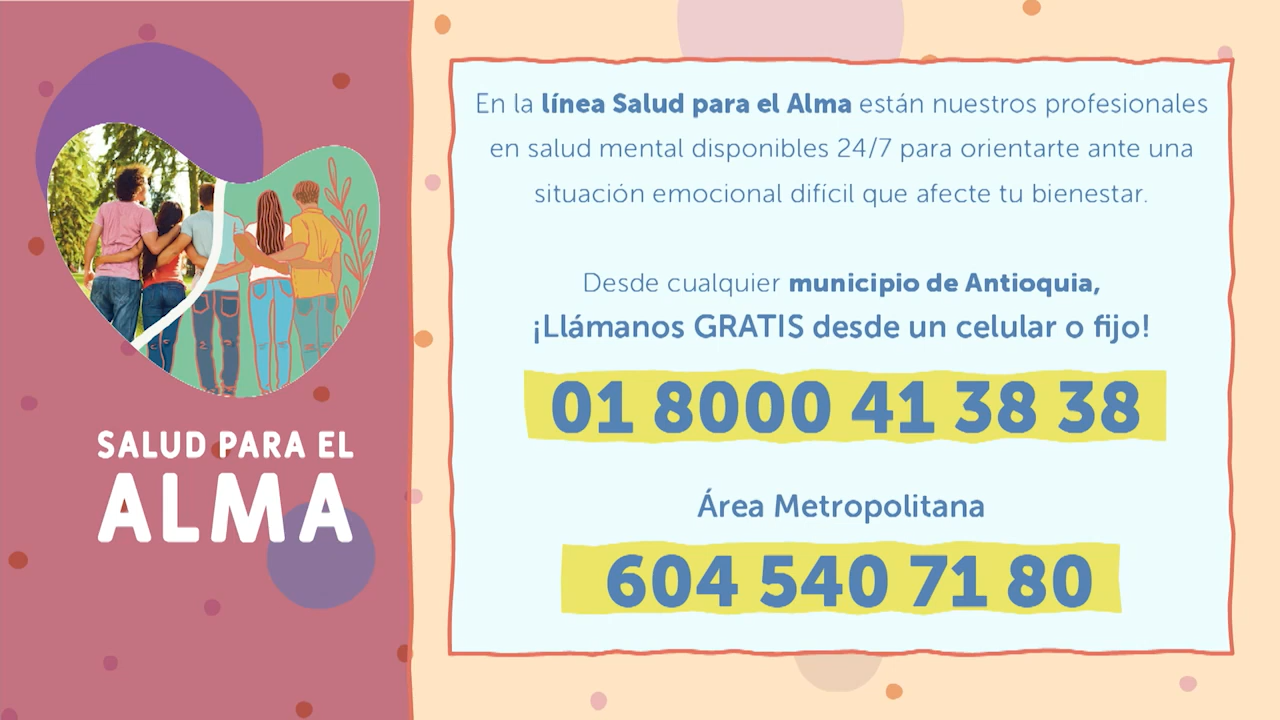 SALUD PARA EL
ALMA
En la línea Salud para el Alma están nuestros profesionales
en salud mental disponibles 24/7 para orientarte ante una
situación emocional difícil que afecte tu bienestar.
Desde cualquier municipio de Antioquia,
¡Llámanos GRATIS desde un celular o fijo!
01 8000 41 38 38
Área Metropolitana
604 540 71 80